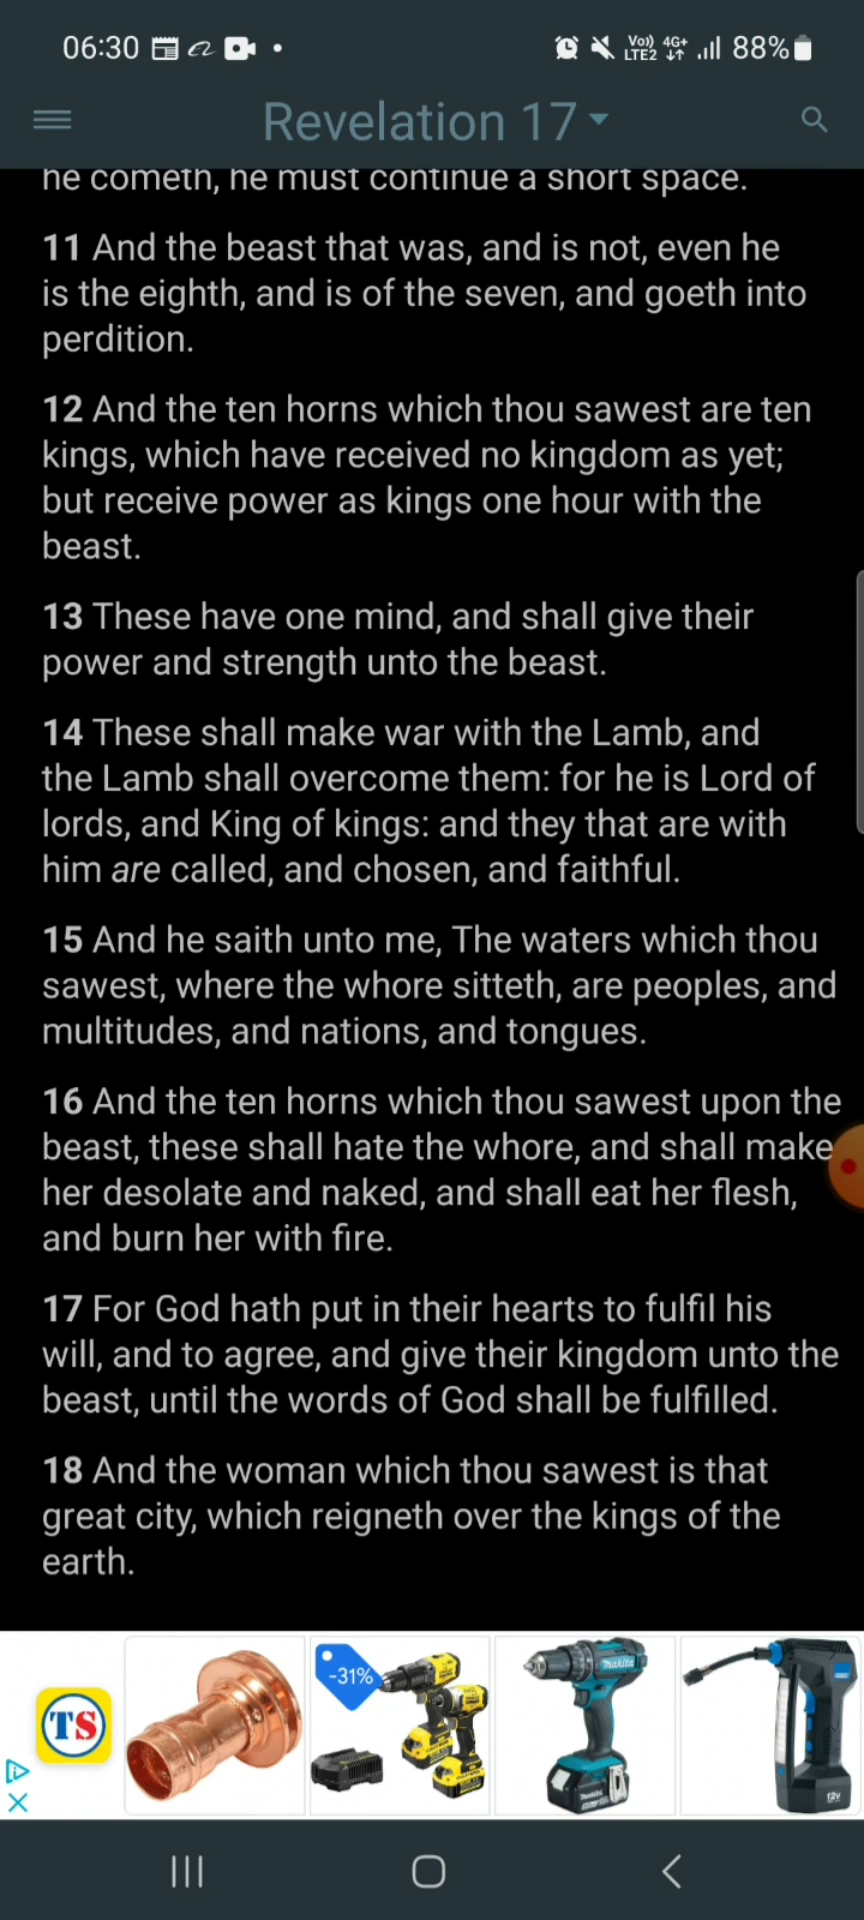 06:30
Vo)) LTE2 4G+ 88%
Revelation 17
he cometh, he must continue a short space.
11 And the beast that was, and is not, even he
is the eighth, and is of the seven, and goeth into
perdition.
12 And the ten horns which thou sawest are ten
kings, which have received no kingdom as yet;
but receive power as kings one hour with the
beast.
13 These have one mind, and shall give their
power and strength unto the beast.
14 These shall make war with the Lamb, and
the Lamb shall overcome them: for he is Lord of
lords, and King of kings: and they that are with
him are called, and chosen, and faithful.
15 And he saith unto me, The waters which thou
sawest, where the whore sitteth, are peoples, and
multitudes, and nations, and tongues.
16 And the ten horns which thou sawest upon the
beast, these shall hate the whore, and shall make
her desolate and naked, and shall eat her flesh,
and burn her with fire.
17 For God hath put in their hearts to fulfil his
will, and to agree, and give their kingdom unto the
beast, until the words of God shall be fulfilled.
18 And the woman which thou sawest is that
great city, which reigneth over the kings of the
earth.
TS
-31%
makita
12V